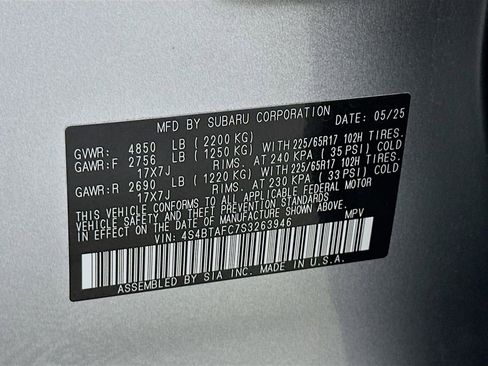 MFD BY SUBARU CORPORATION DATE: 05/25
GVWR: 4850 LB (2200 KG)
GAWR:F 2756 LB (1250 KG) WITH 225/65R17 102H TIRES.
17X7J RIMS. AT 240 KPA ( 35 PSI) COLD
GAWR:R 2690 LB (1220 KG) WITH 225/65R17 102H TIRES.
17X7J RIMS. AT 230 KPA ( 33 PSI) COLD
THIS VEHICLE CONFORMS TO ALL APPLICABLE FEDERAL MOTOR
VEHICLE SAFETY AND THEFT PREVENTION STANDARDS
IN EFFECT ON THE DATE OF MANUFACTURE SHOWN ABOVE.
VIN: 4S4BTAFC7S3263946 MPV
ASSEMBLED BY SIA INC. MADE IN U.S.A.